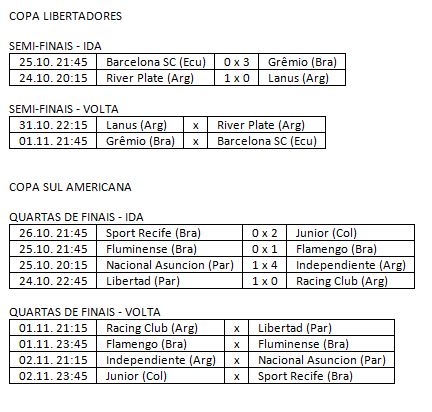 COPA LIBERTADORES
SEMI-FINAIS - IDA
25.10. 21:45 Barcelona SC (Ecu) 0 x 3 Grêmio (Bra)
24.10. 20:15 River Plate (Arg) 1 x 0 Lanus (Arg)
SEMI-FINAIS - VOLTA
31.10. 22:15 Lanus (Arg) x River Plate (Arg)
01.11. 21:45 Grêmio (Bra) x Barcelona SC (Ecu)
COPA SUL AMERICANA
QUARTAS DE FINAIS - IDA
26.10. 21:45 Sport Recife (Bra) 0 x 2 Junior (Col)
25.10. 21:45 Fluminense (Bra) 0 x 1 Flamengo (Bra)
25.10. 20:15 Nacional Asuncion (Par) 1 x 4 Independiente (Arg)
24.10. 22:45 Libertad (Par) 1 x 0 Racing Club (Arg)
QUARTAS DE FINAIS - VOLTA
01.11. 21:15 Racing Club (Arg) x Libertad (Par)
01.11. 23:45 Flamengo (Bra) x Fluminense (Bra)
02.11. 21:15 Independiente (Arg) x Nacional Asuncion (Par)
02.11. 23:45 Junior (Col) x Sport Recife (Bra)